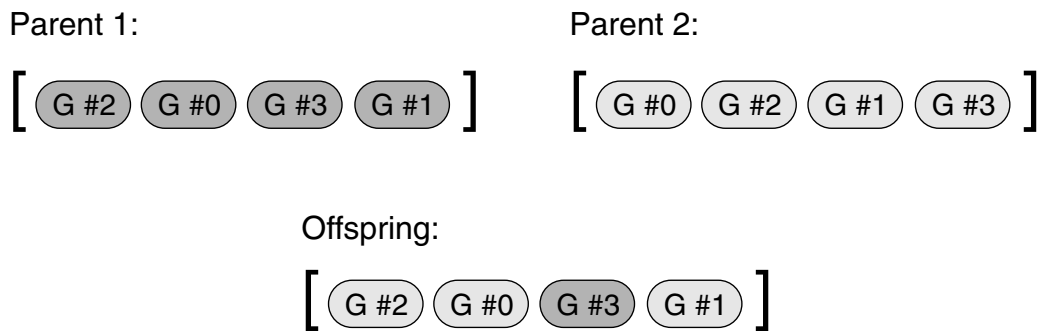 Parent 1:
Parent 2:
[ G #2 G #0 G #3 G #1 ]
[ G #0 G #2 G #1 G #3 ]
Offspring:
[ G #2 G #0 G #3 G #1 ]